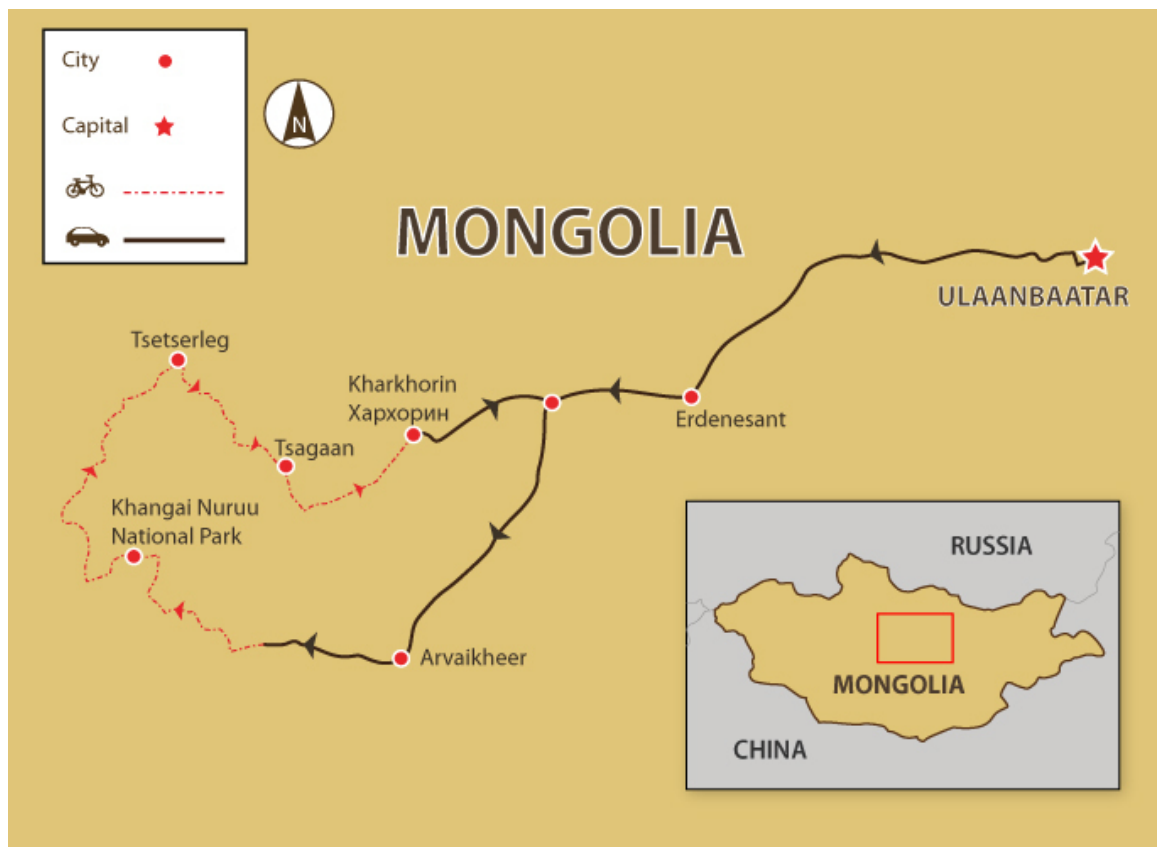 City
Capital
N
MONGOLIA
ULAANBAATAR
Tsetserleg
Kharkhorin
Хархорин
Erdenesant
Tsagaan
Khangai Nuruu
National Park
Arvaikheer
RUSSIA
MONGOLIA
CHINA